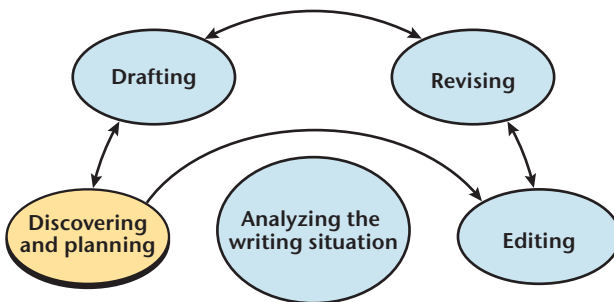 Drafting
Revising
Discovering
and planning
Analyzing the
writing situation
Editing